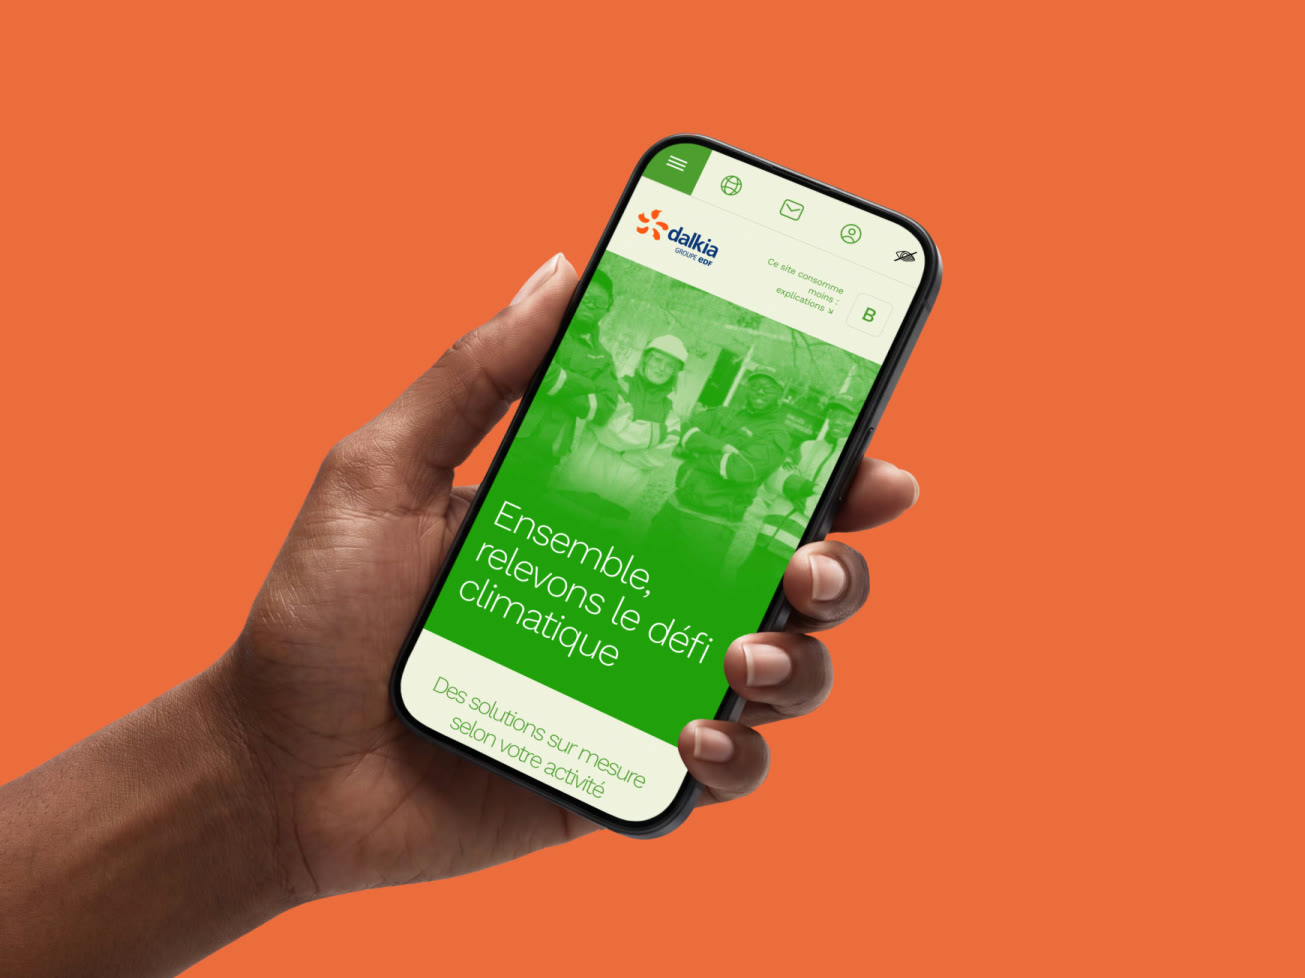 dalkia
GROUPE eDF
Ce site consomme
moins :
explications ↘
B
Ensemble,
relevons le défi
climatique
Des solutions sur mesure
selon votre activité